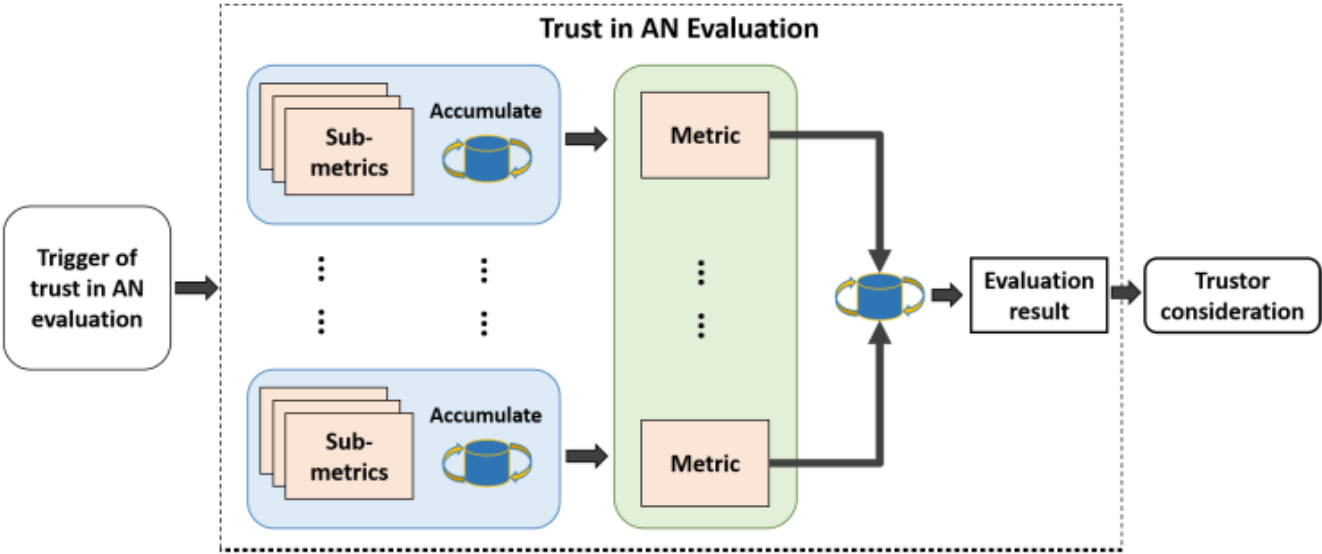 Trust in AN Evaluation
Sub-
metrics
Accumulate
Metric
Trigger of
trust in AN
evaluation
Evaluation
result
Trustor
consideration
Sub-
metrics
Accumulate
Metric